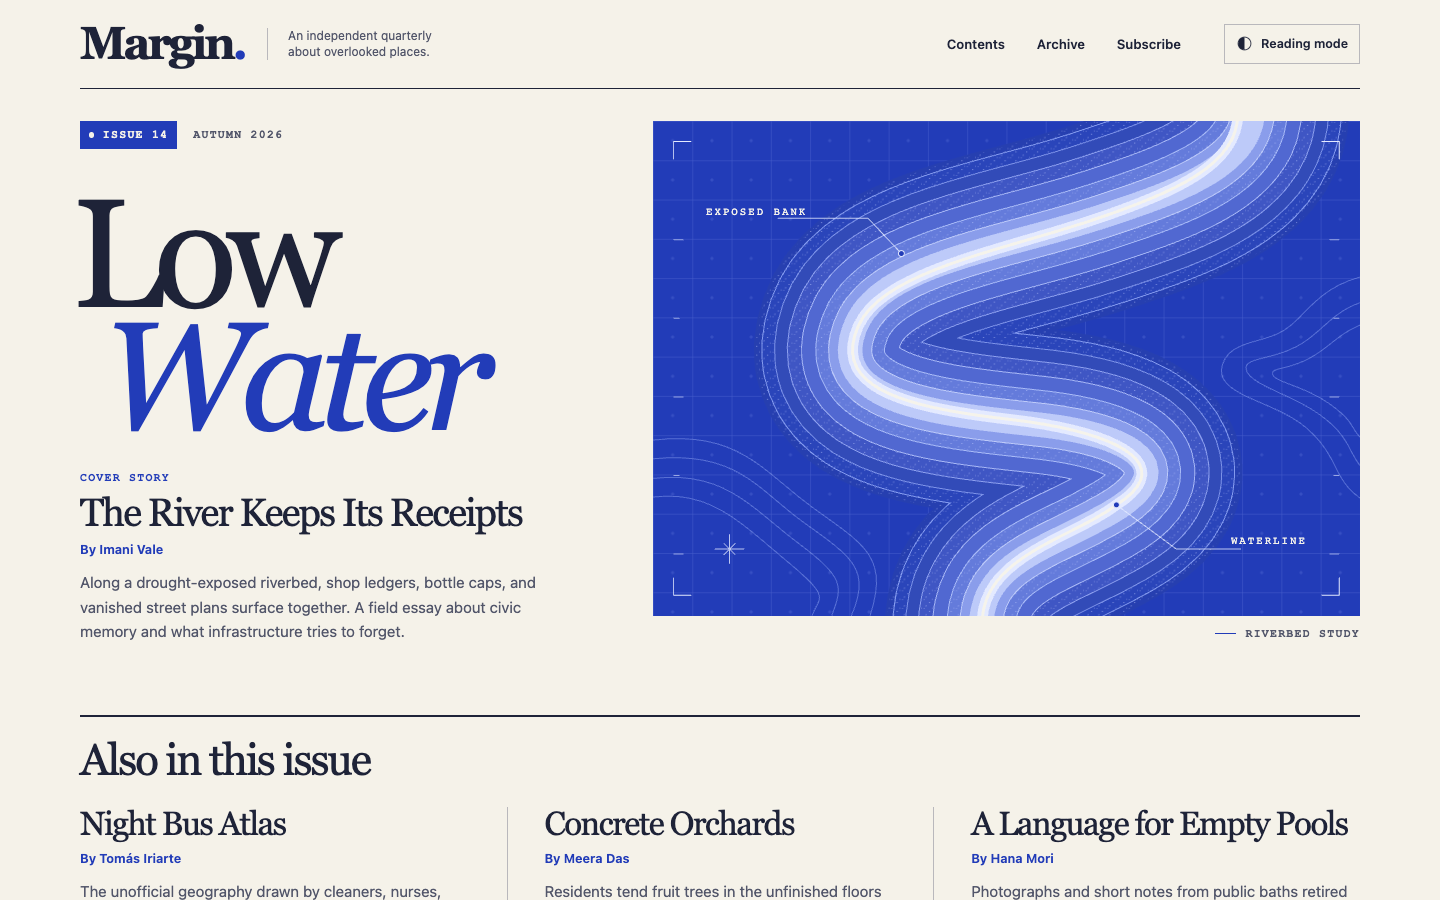 Margin.
An independent quarterly
about overlooked places.
Contents
Archive
Subscribe
Reading mode
ISSUE 14
AUTUMN 2026
Low
Water
COVER STORY
The River Keeps Its Receipts
By Imani Vale
Along a drought-exposed riverbed, shop ledgers, bottle caps, and
vanished street plans surface together. A field essay about civic
memory and what infrastructure tries to forget.
EXPOSED BANK
WATERLINE
RIVERBED STUDY
Also in this issue
Night Bus Atlas
By Tomás Iriarte
The unofficial geography drawn by cleaners, nurses,
Concrete Orchards
By Meera Das
Residents tend fruit trees in the unfinished floors
A Language for Empty Pools
By Hana Mori
Photographs and short notes from public baths retired